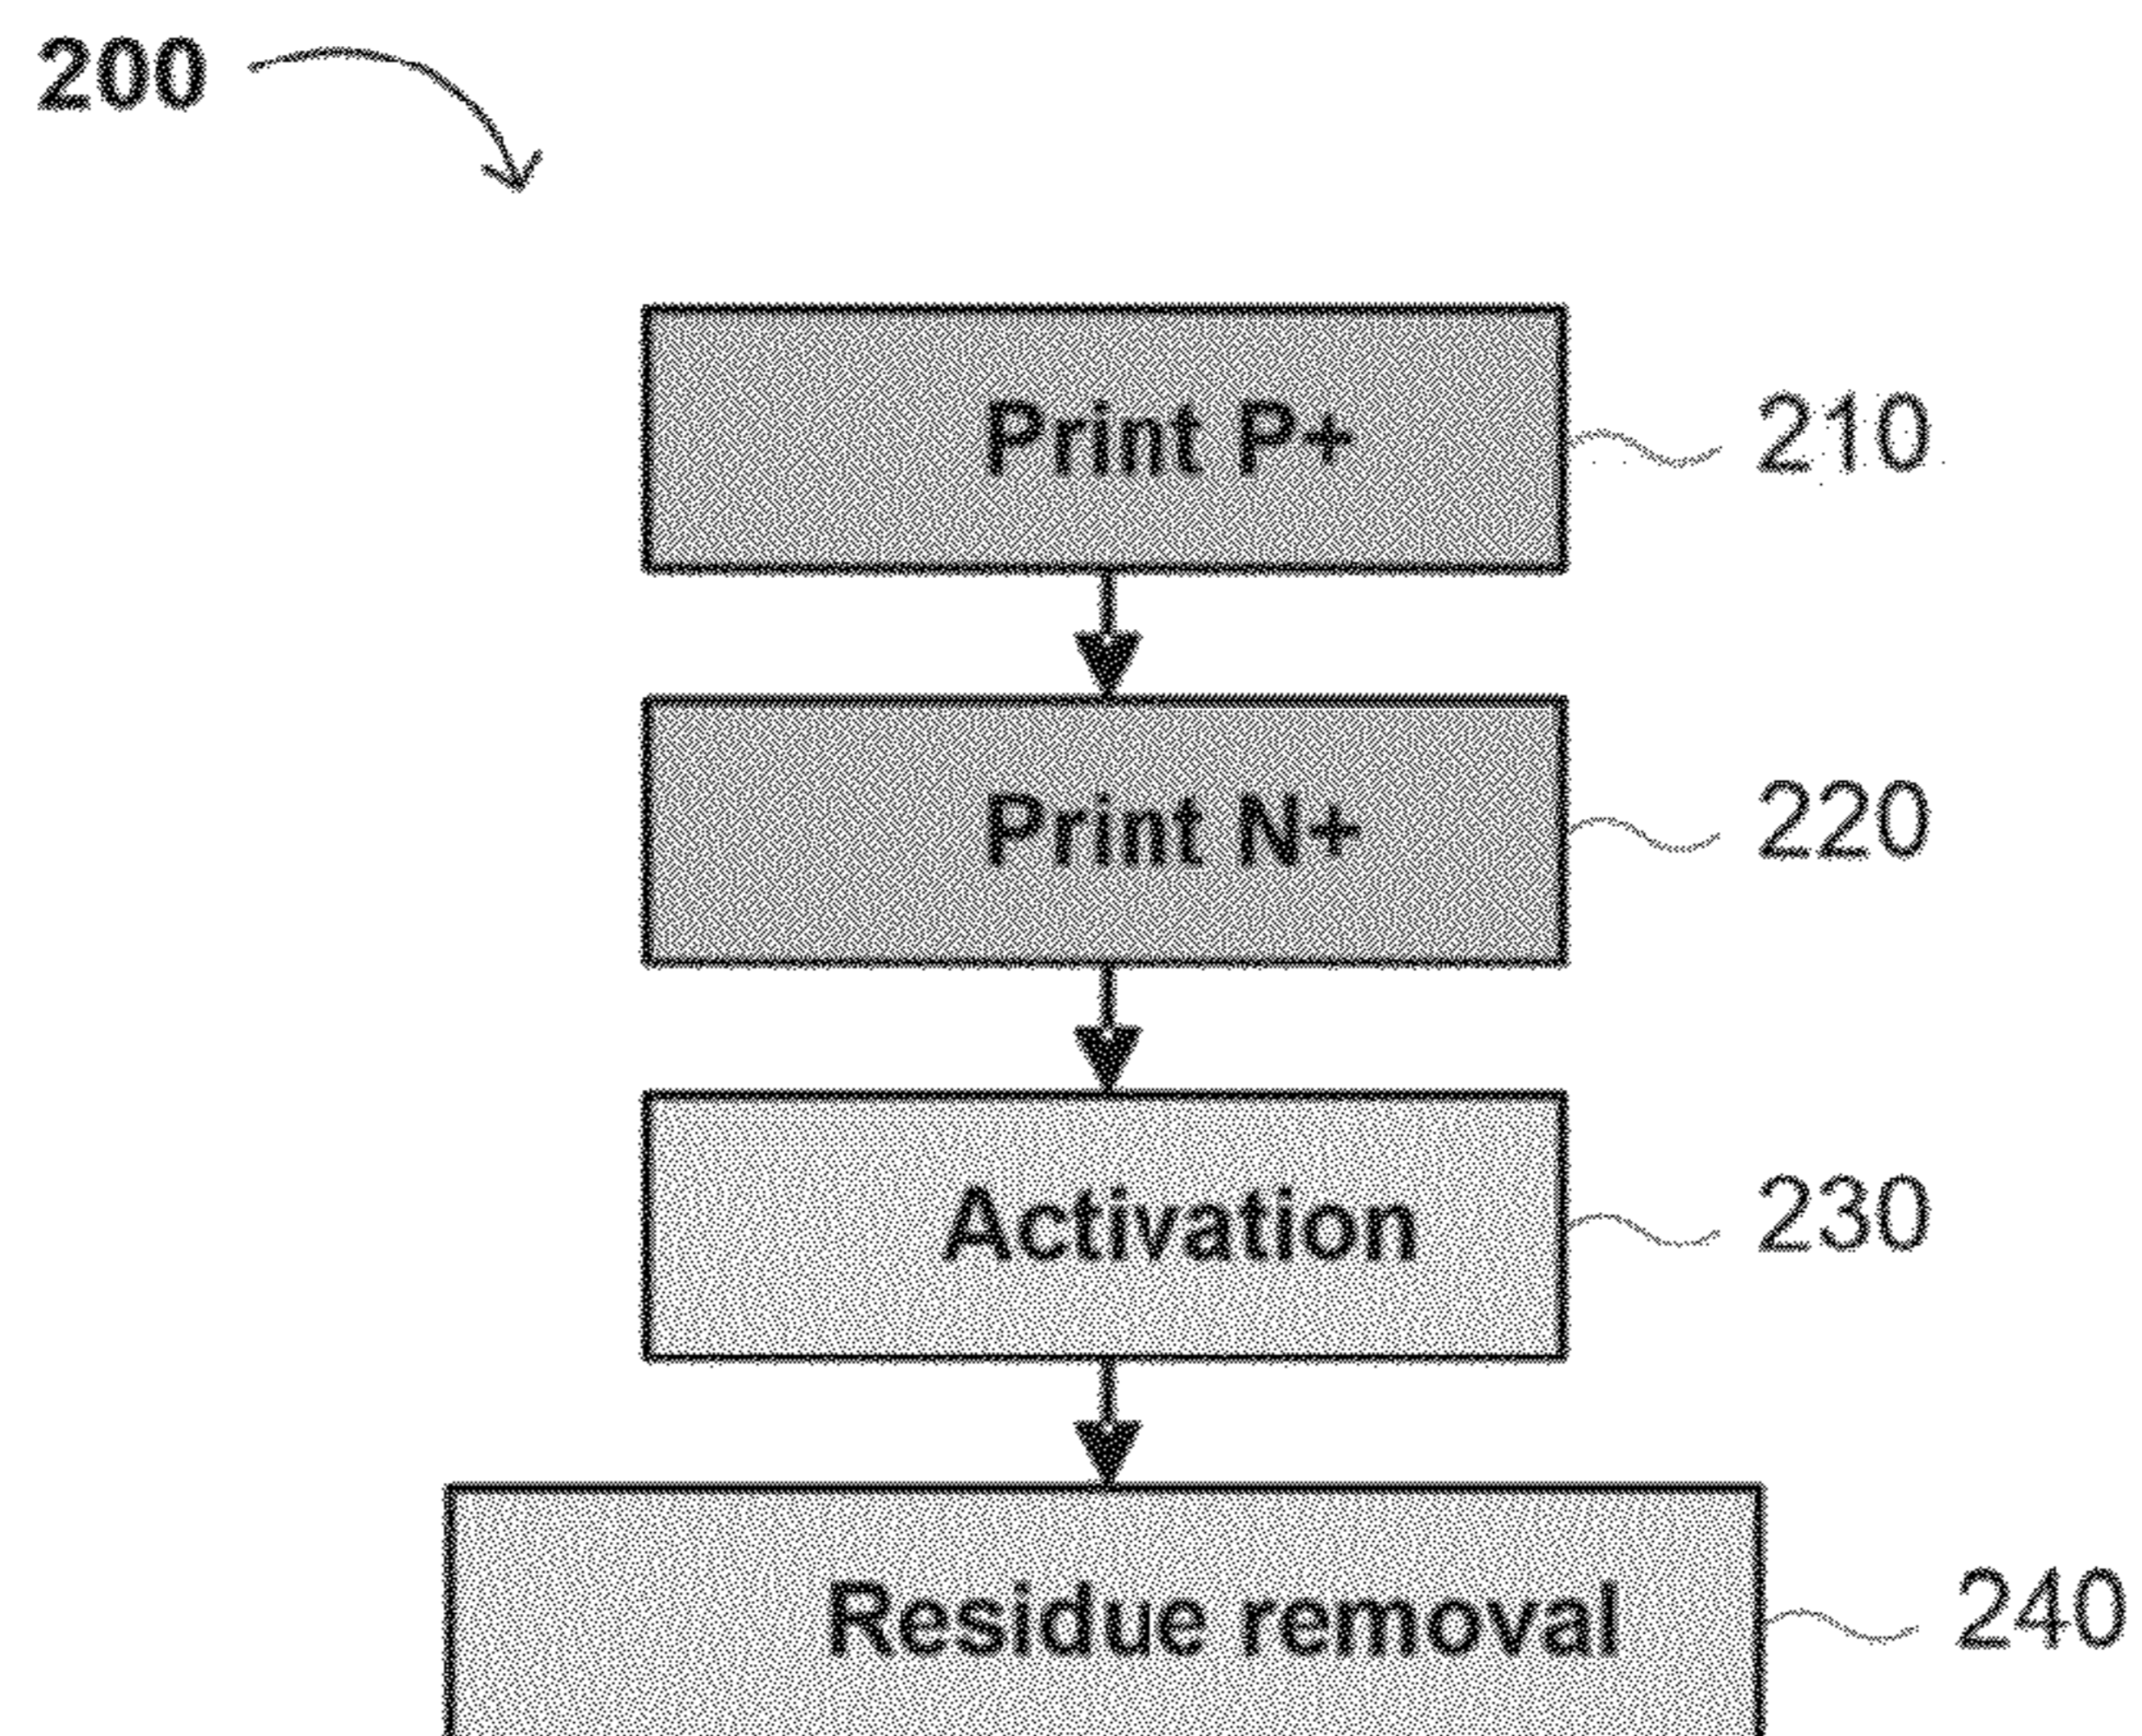 200
Print P+ 210
Print N+ 220
Activation 230
Residue removal 240